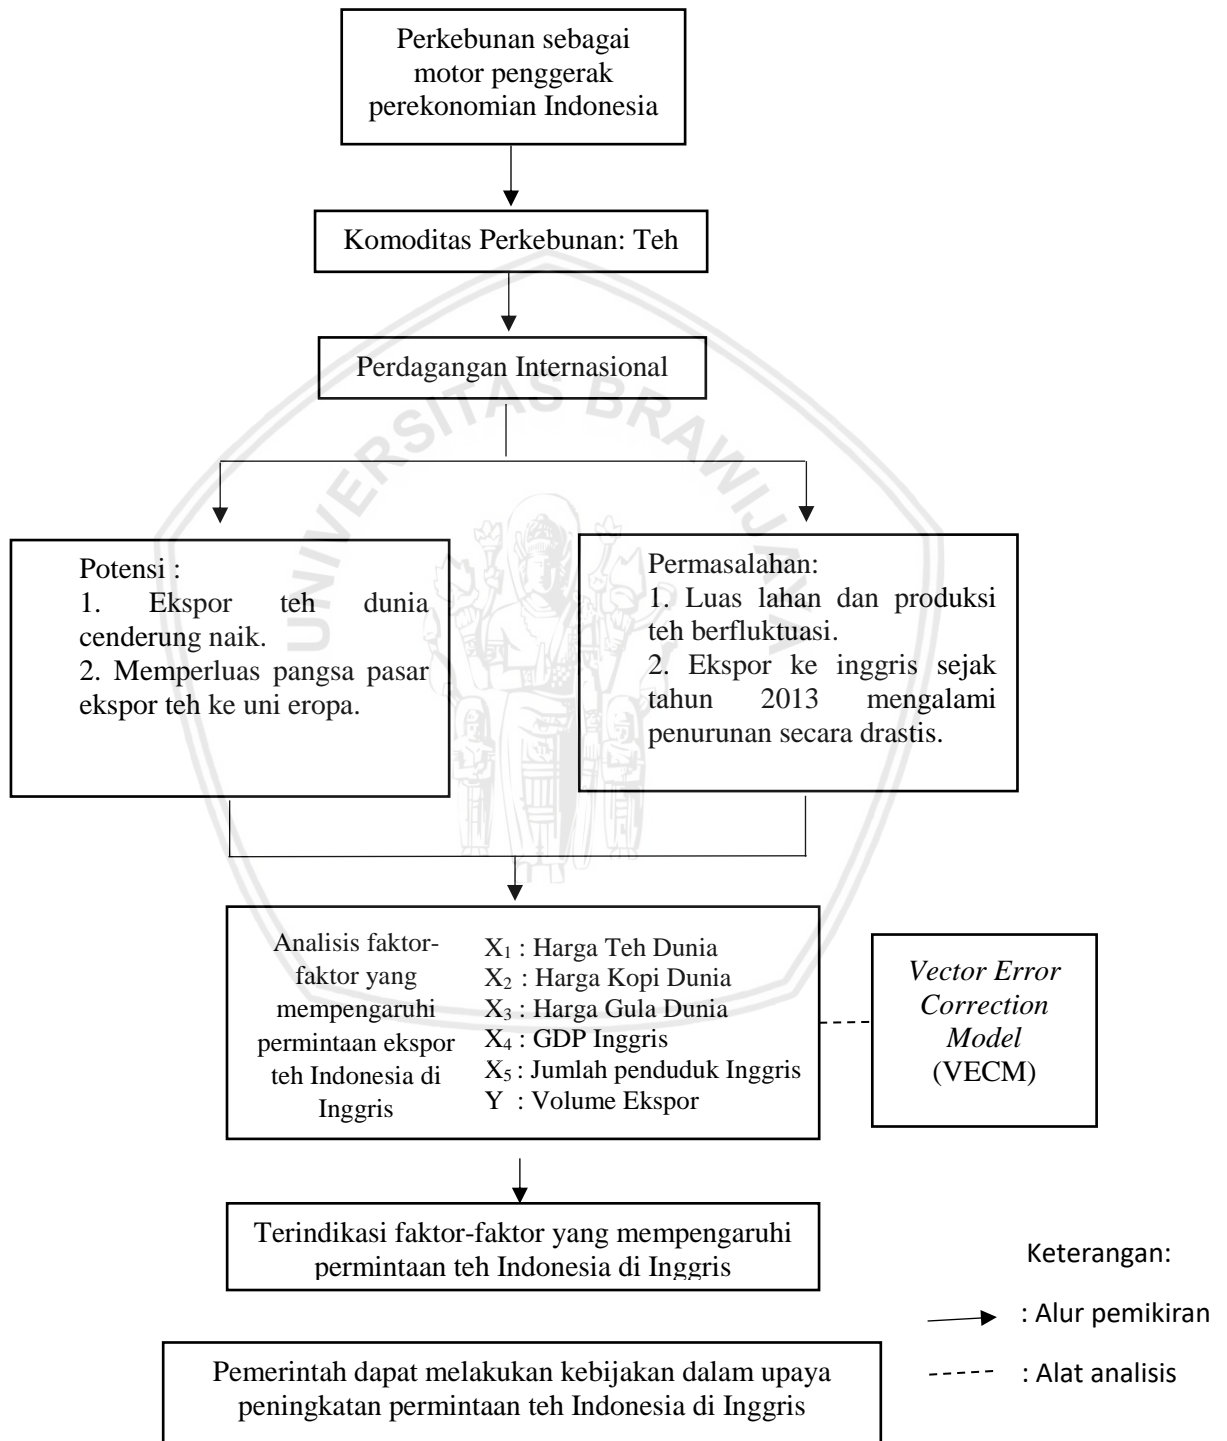 Perkebunan sebagai
motor penggerak
perekonomian Indonesia
Komoditas Perkebunan: Teh
Perdagangan Internasional
UNIVERSITAS BRAWIJAYA
Potensi :
1. Ekspor teh dunia
cenderung naik.
2. Memperluas pangsa pasar
ekspor teh ke uni eropa.
Permasalahan:
1. Luas lahan dan produksi
teh berfluktuasi.
2. Ekspor ke inggris sejak
tahun 2013 mengalami
penurunan secara drastis.
Analisis faktor-
faktor yang
mempengaruhi
permintaan ekspor
teh Indonesia di
Inggris
X₁ : Harga Teh Dunia
X₂ : Harga Kopi Dunia
X₃ : Harga Gula Dunia
X₄ : GDP Inggris
X₅ : Jumlah penduduk Inggris
Y : Volume Ekspor
Vector Error
Correction
Model
(VECM)
Terindikasi faktor-faktor yang mempengaruhi
permintaan teh Indonesia di Inggris
Keterangan:
: Alur pemikiran
: Alat analisis
Pemerintah dapat melakukan kebijakan dalam upaya
peningkatan permintaan teh Indonesia di Inggris